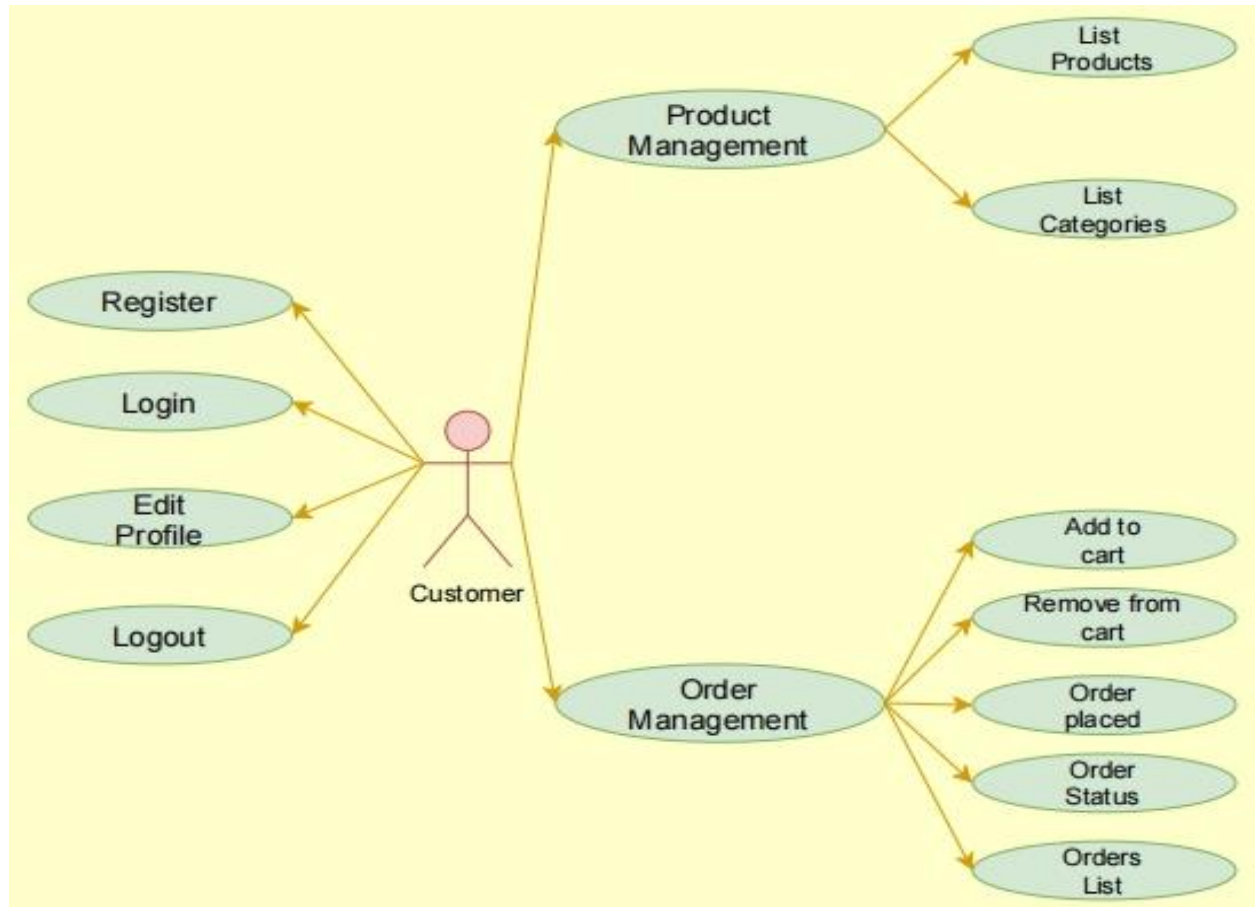 List
Products
Product
Management
List
Categories
Register
Login
Edit
Profile
Logout
Customer
Order
Management
Add to
cart
Remove from
cart
Order
placed
Order
Status
Orders
List